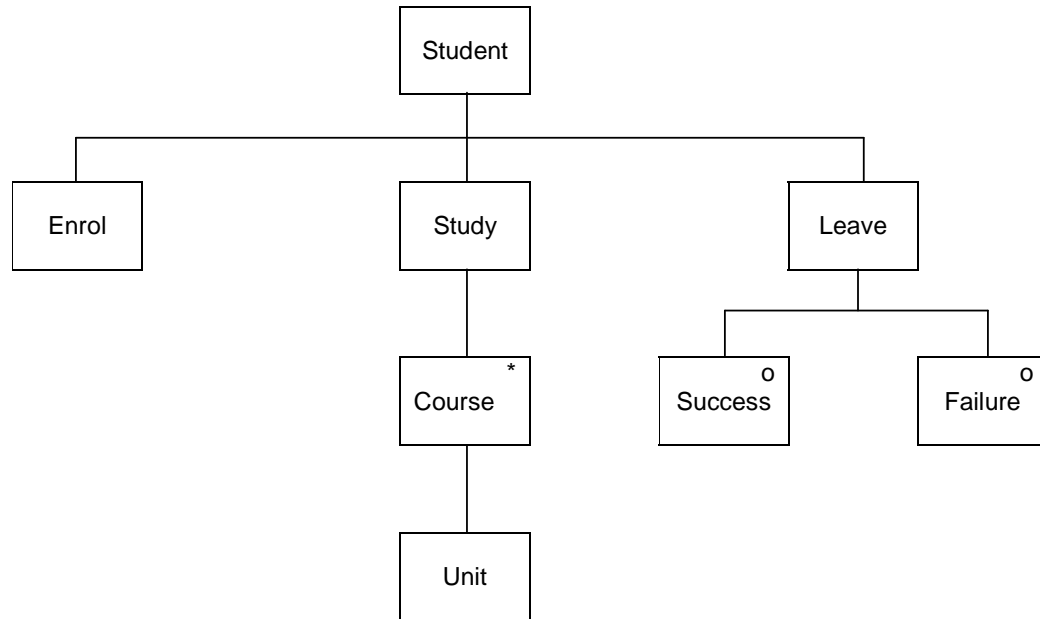 Student
Enrol
Study
Leave
*
Course
o
Success
o
Failure
Unit